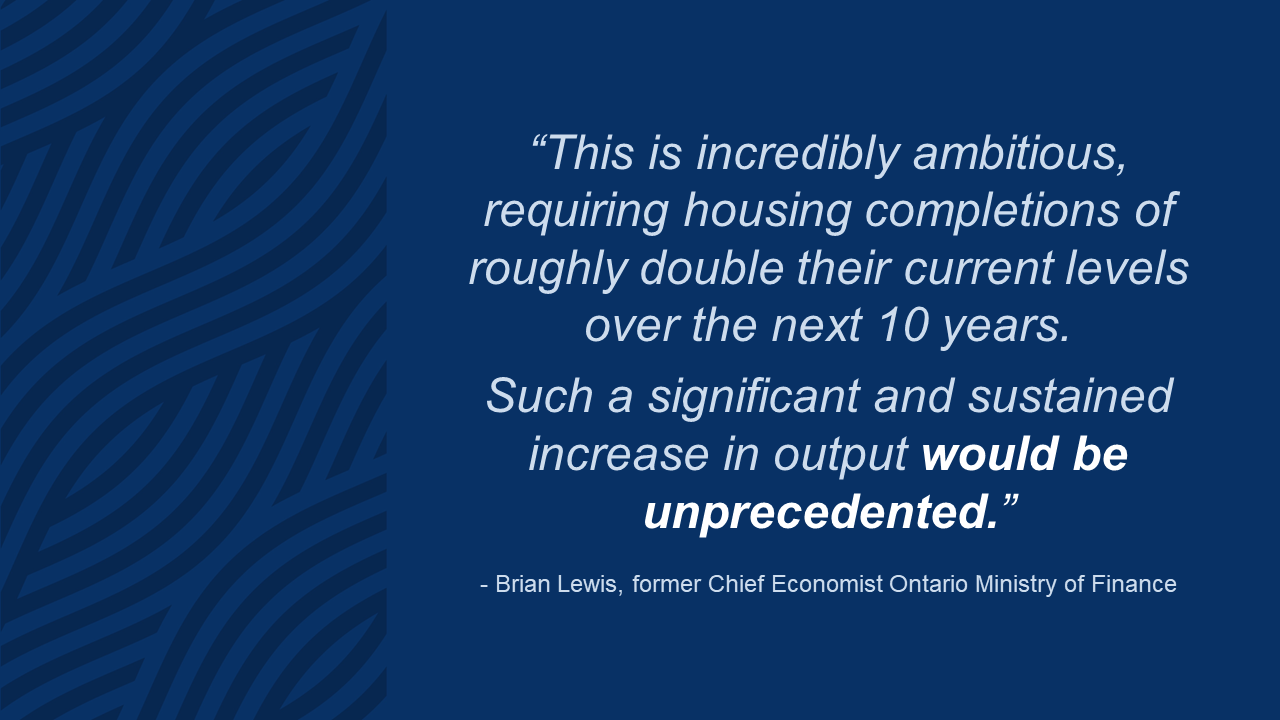 “This is incredibly ambitious,
requiring housing completions of
roughly double their current levels
over the next 10 years.
Such a significant and sustained
increase in output would be
unprecedented.”
- Brian Lewis, former Chief Economist Ontario Ministry of Finance